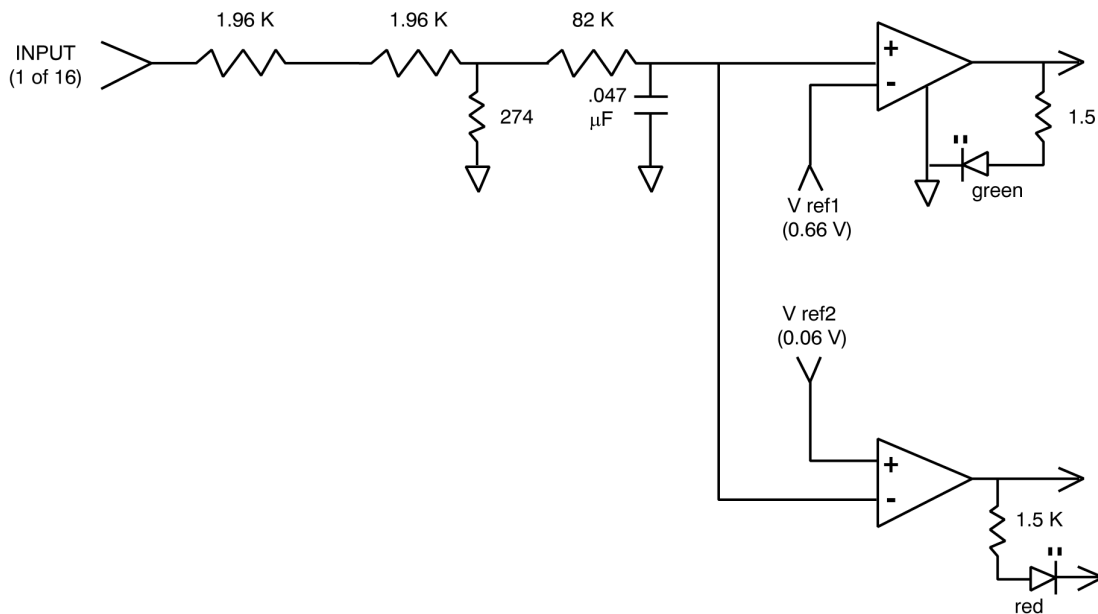 1.96 K
1.96 K
82 K
INPUT
(1 of 16)
274
.047
μF
+
-
1.5
green
V ref1
(0.66 V)
V ref2
(0.06 V)
+
-
1.5 K
red